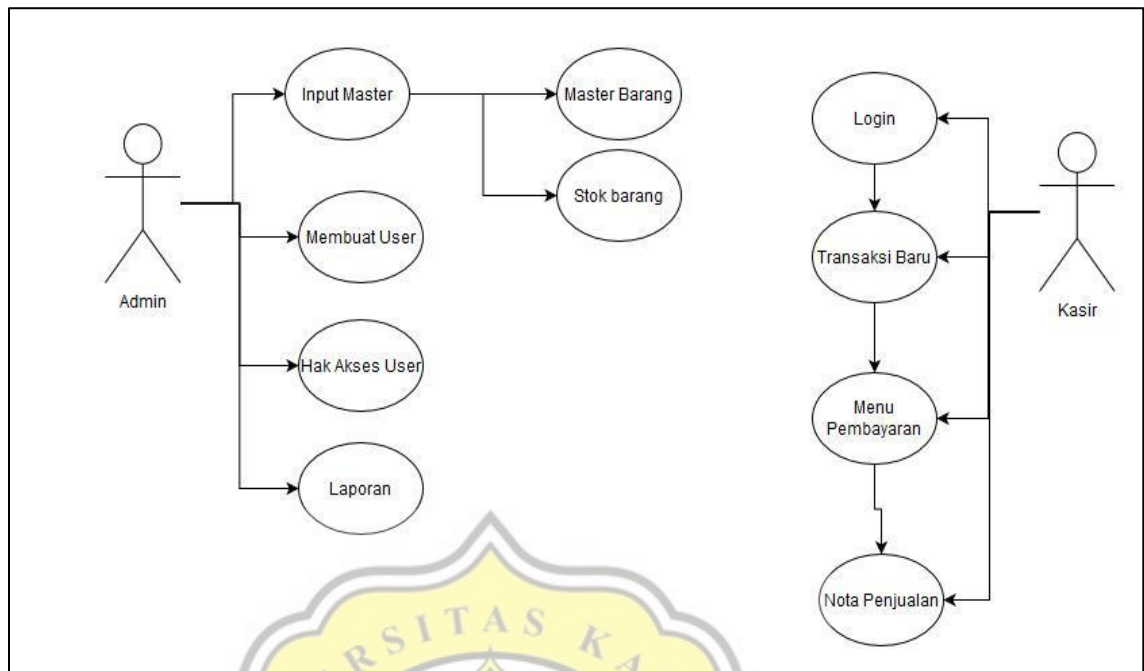 Input Master
Master Barang
Stok barang
Membuat User
Hak Akses User
Laporan
Admin
Login
Transaksi Baru
Menu
Pembayaran
Nota Penjualan
Kasir